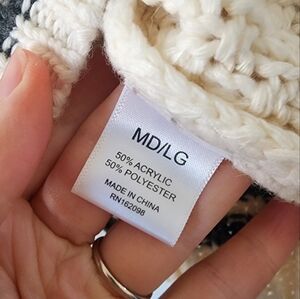 MD/LG
50% ACRYLIC
50% POLYESTER
MADE IN CHINA
RN162098